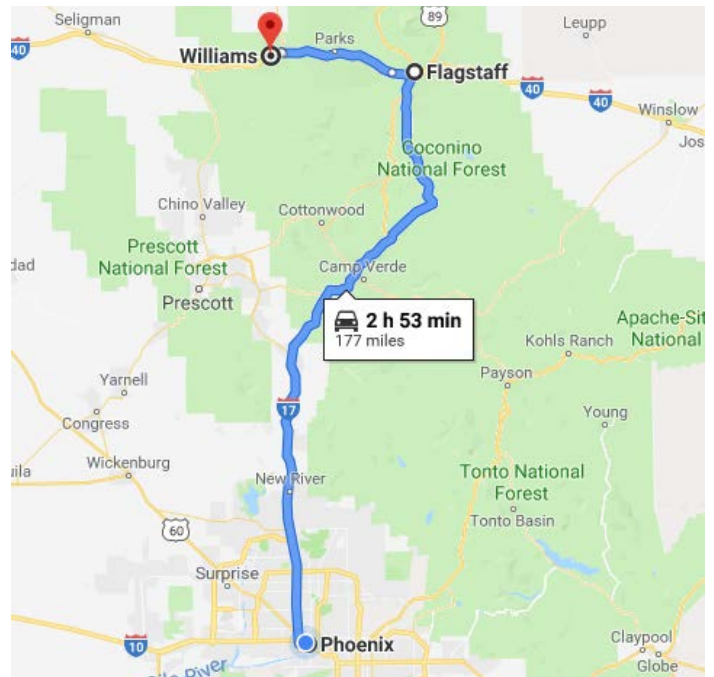 Seligman
89
Leupp
Parks
Williams
Flagstaff
40
40
40
Winslow
Jos
Coconino
National Forest
Chino Valley
Cottonwood
Prescott
National Forest
dad
Camp Verde
Prescott
2 h 53 min
177 miles
Apache-Sit
National
Kohls Ranch
Payson
Yarnell
17
Congress
Young
uila
Wickenburg
New River
Tonto National
Forest
Tonto Basin
60
Surprise
10
Phoenix
Claypool
Globe
River